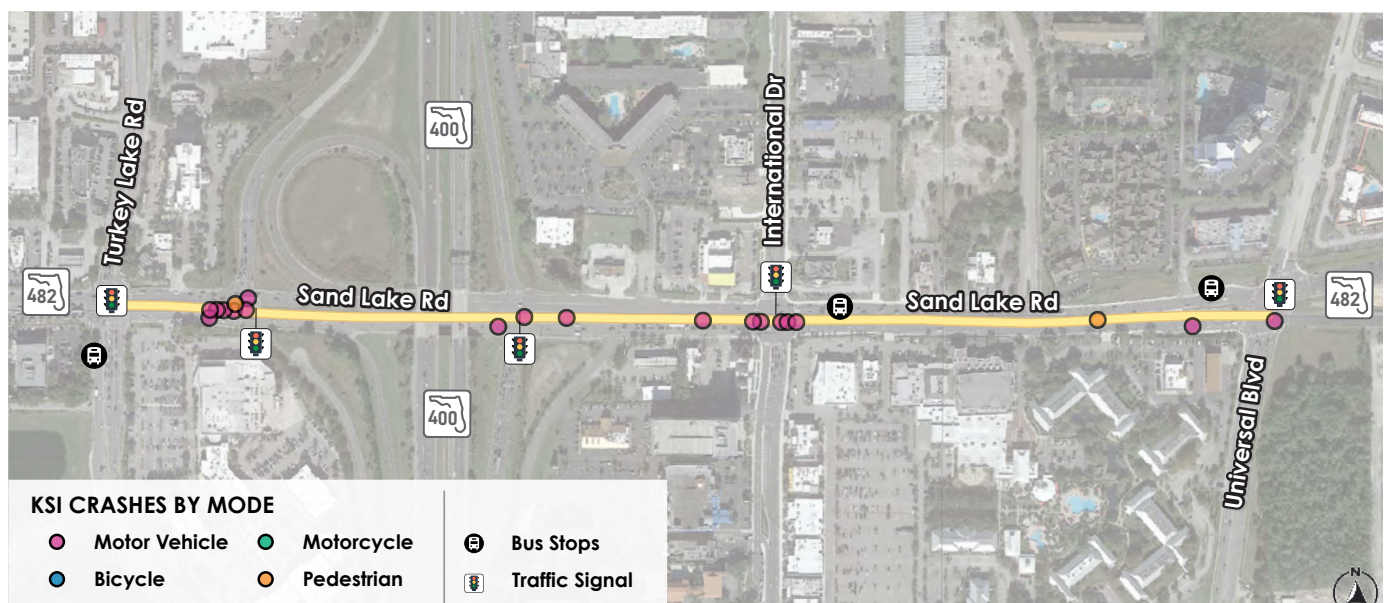 400
International Dr
Turkey Lake Rd
482
Sand Lake Rd
Sand Lake Rd
482
400
Universal Blvd
KSI CRASHES BY MODE
Motor Vehicle
Motorcycle
Bicycle
Pedestrian
Bus Stops
Traffic Signal
N